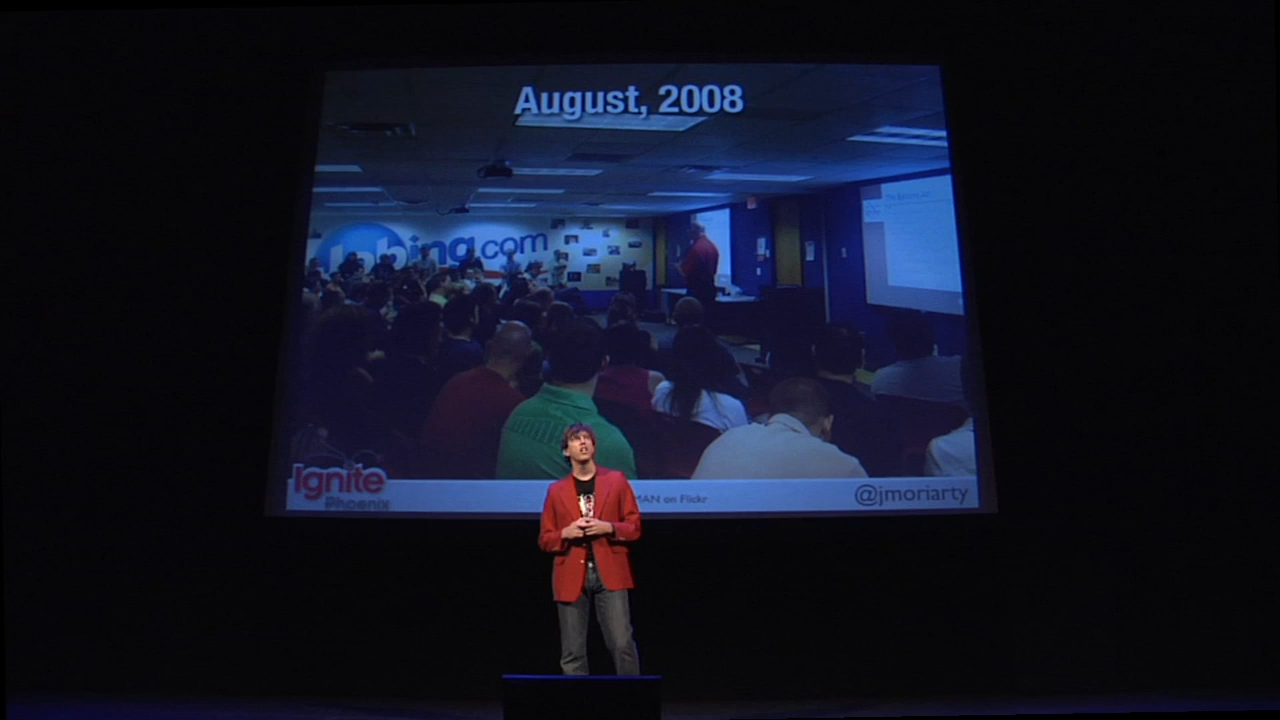 August, 2008
Jobing.com
Ignite
Phoenix
MAN on Flickr
@jmoriarty